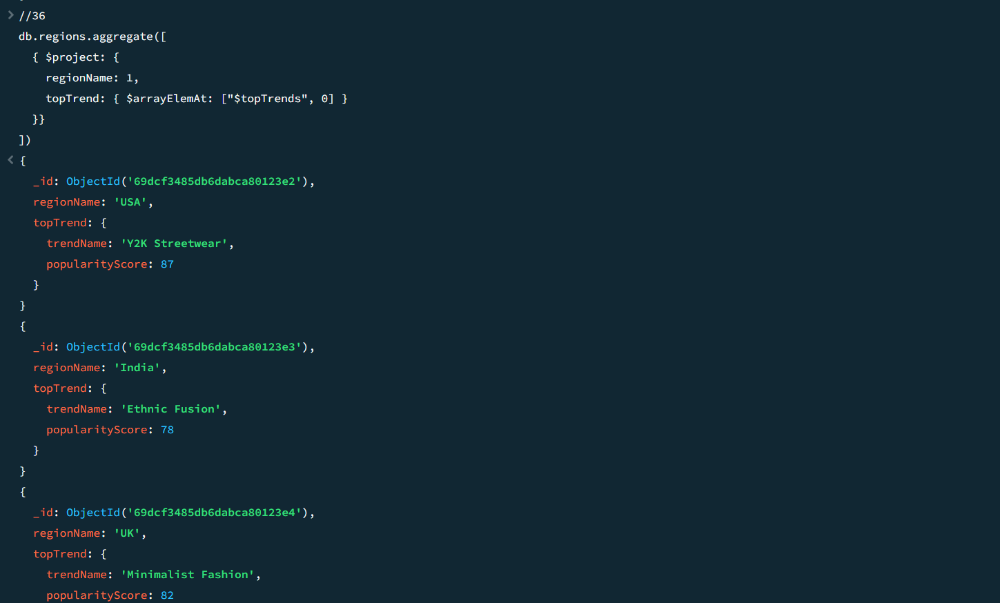 //36
db.regions.aggregate([
{ $project: {
regionName: 1,
topTrend: { $arrayElemAt: ["$topTrends", 0] }
}}
])
{
_id: ObjectId('69dcf3485db6dabca80123e2'),
regionName: 'USA',
topTrend: {
trendName: 'Y2K Streetwear',
popularityScore: 87
}
}
{
_id: ObjectId('69dcf3485db6dabca80123e3'),
regionName: 'India',
topTrend: {
trendName: 'Ethnic Fusion',
popularityScore: 78
}
}
{
_id: ObjectId('69dcf3485db6dabca80123e4'),
regionName: 'UK',
topTrend: {
trendName: 'Minimalist Fashion',
popularityScore: 82